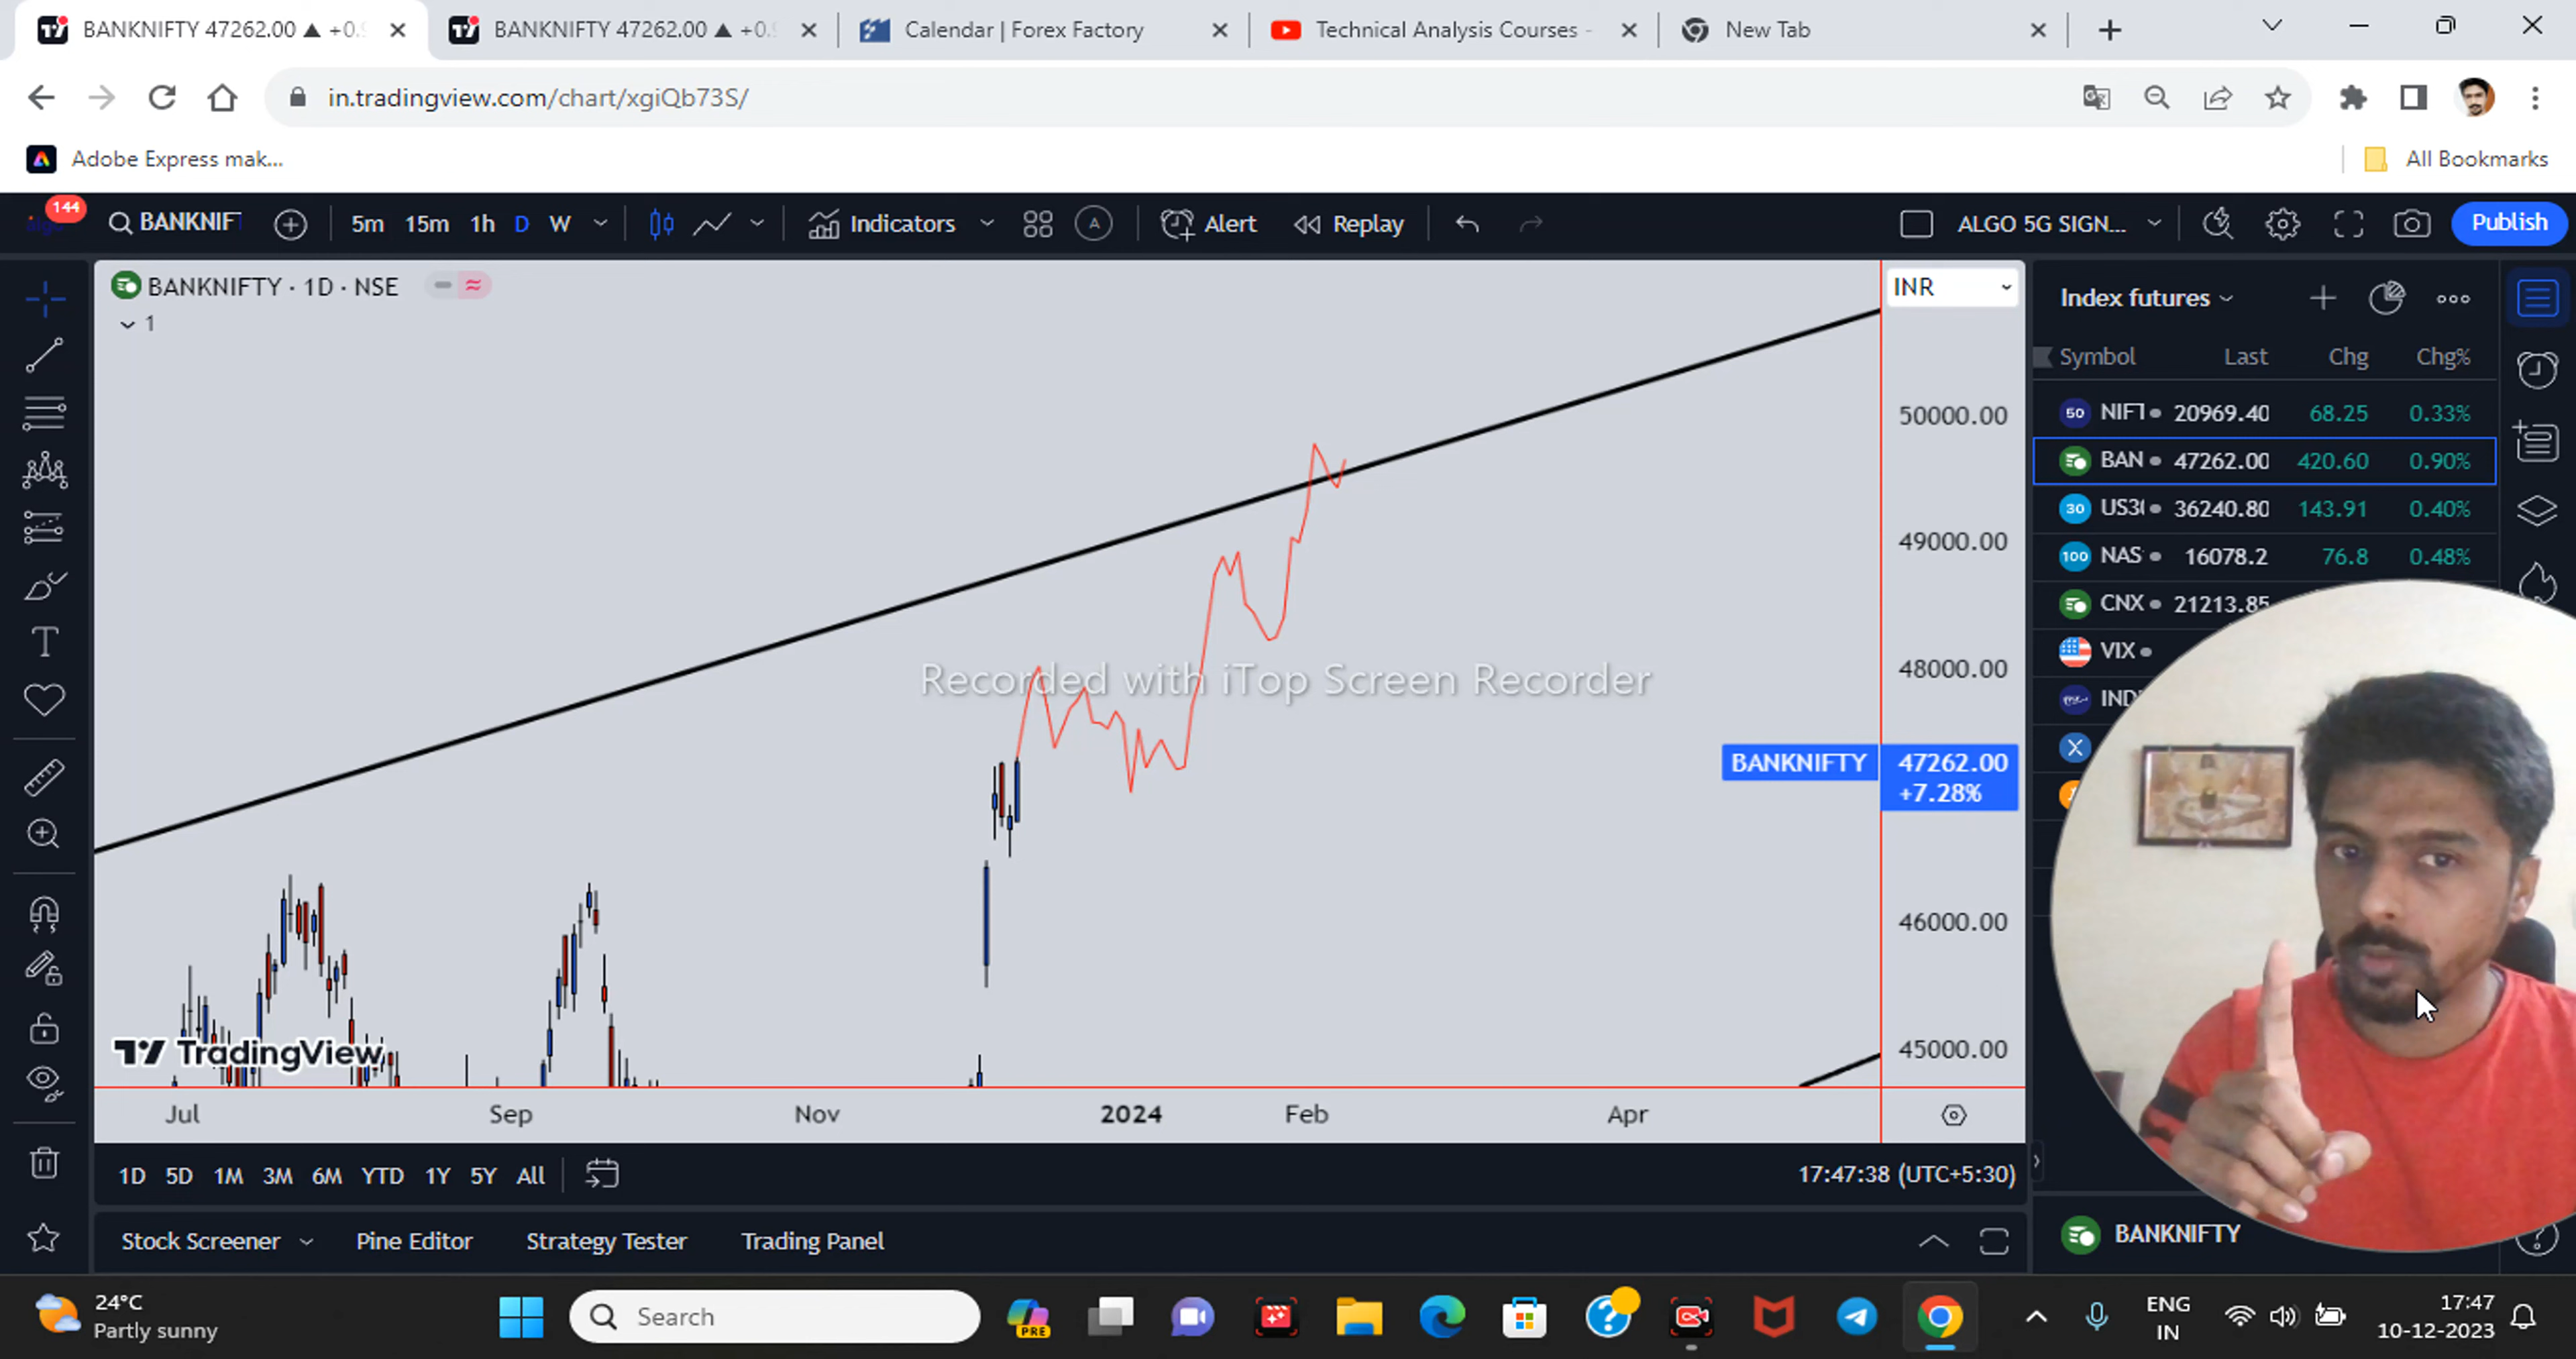 BANKNIFTY 47262.00 ▲ +0.9
BANKNIFTY 47262.00 ▲ +0.9
Calendar | Forex Factory
Technical Analysis Courses -
New Tab
in.tradingview.com/chart/xgiQb73S/
Adobe Express mak...
All Bookmarks
144
BANKNIFT
5m 15m 1h D W
Indicators
A
Alert
Replay
ALGO 5G SIGN...
Publish
BANKNIFTY · 1D · NSE
1
INR
Index futures
Symbol Last Chg Chg%
50 NIFT 20969.40 68.25 0.33%
BAN 47262.00 420.60 0.90%
30 US30 36240.80 143.91 0.40%
100 NAS 16078.2 76.8 0.48%
CNX 21213.85
VIX
IND
50000.00
49000.00
48000.00
BANKNIFTY 47262.00
+7.28%
46000.00
45000.00
Recorded with iTop Screen Recorder
TradingView
Jul Sep Nov 2024 Feb Apr
1D 5D 1M 3M 6M YTD 1Y 5Y All
17:47:38 (UTC+5:30)
Stock Screener Pine Editor Strategy Tester Trading Panel
BANKNIFTY
24°C
Partly sunny
Search
PRE
ENG
IN
17:47
10-12-2023